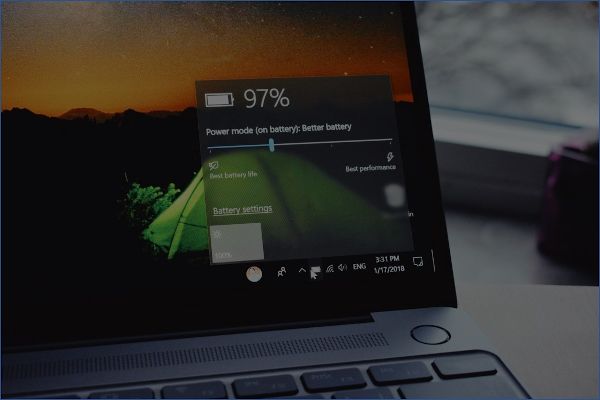 97%
Power mode (on battery): Better battery
Best battery life
Best performance
Battery settings
100%
ENG
3:31 PM
1/17/2018